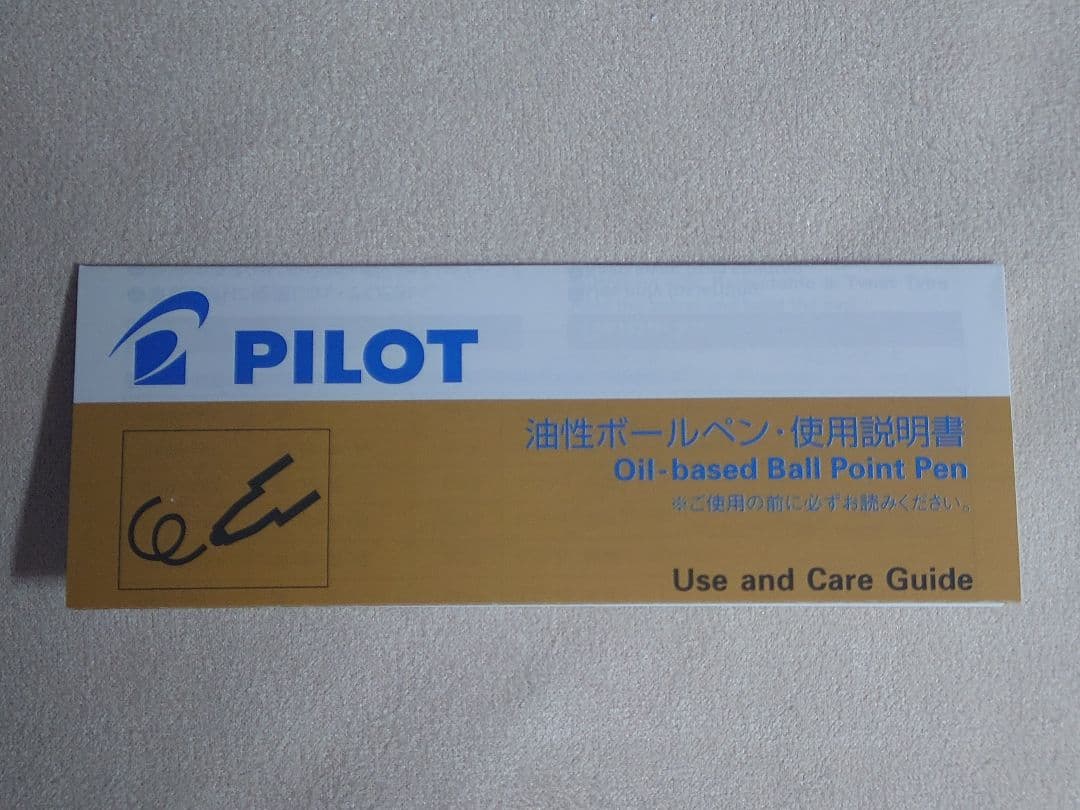 PILOT
油性ボールペン・使用説明書
Oil-based Ball Point Pen
※ご使用の前に必ずお読みください。
Use and Care Guide